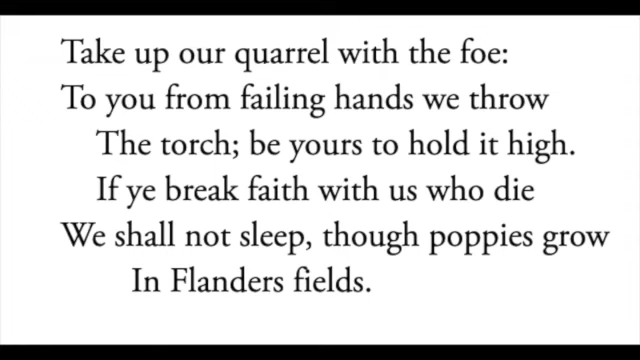 Take up our quarrel with the foe:
To you from failing hands we throw
The torch; be yours to hold it high.
If ye break faith with us who die
We shall not sleep, though poppies grow
In Flanders fields.